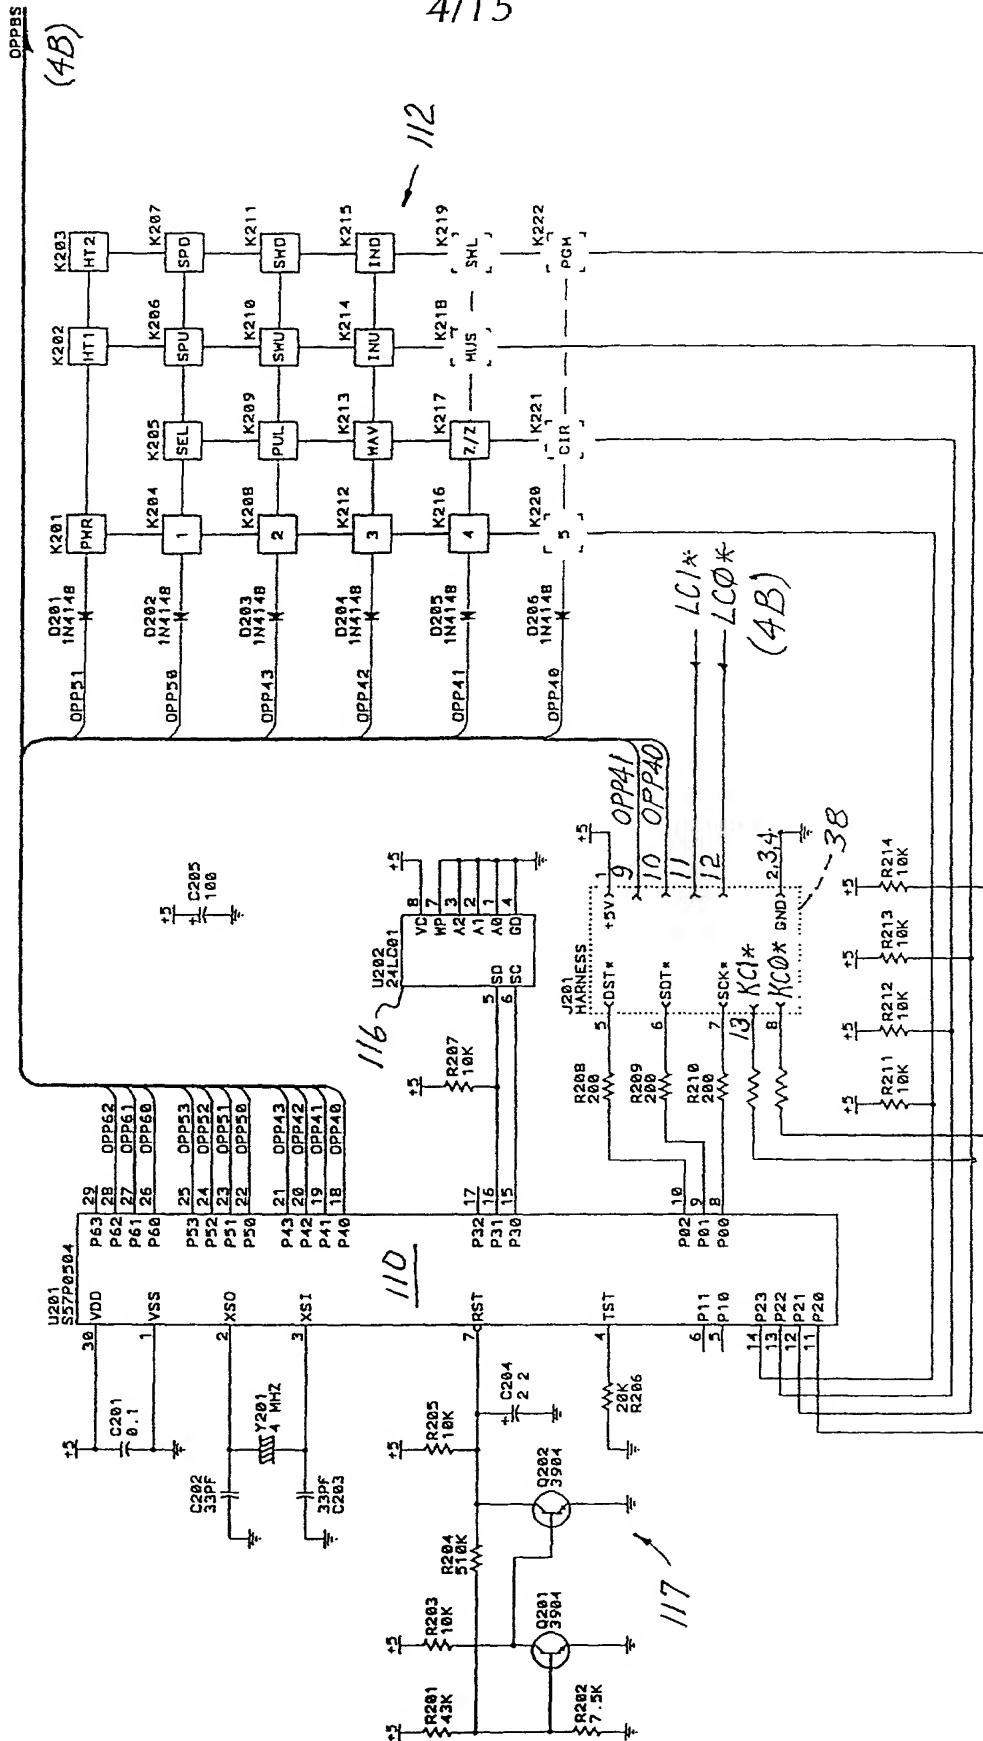 4/15
OPPBS
(4B)
112
K201
PWR
K202
HT1
K203
HT2
K204
1
K205
SEL
K206
SPU
K207
SPD
K208
2
K209
PUL
K210
SWU
K211
SWD
K212
3
K213
WAV
K214
INU
K215
IND
K216
4
K217
Z/Z
K218
MUS
K219
SWL
K220
5
K221
CIR
K222
PGM
D201
1N4148
D202
1N4148
D203
1N4148
D204
1N4148
D205
1N4148
D206
1N4148
OPP51
OPP50
OPP43
OPP42
OPP41
OPP40
+5
C205
100
116
U202
24LC01
VC 8
WP 7
A2 3
A1 2
A0 1
GD 4
5 SD
6 SC
+5
+5
R207
10K
J201
HARNESS
+5
+5V 1
9 OPP41
10 OPP40
11 LC1*
12 LC0*
(4B)
GND 2,3,4
38
5 DST*
6 SDT*
7 SCK*
13 KC1*
8 KC0*
R208
200
R209
200
R210
200
+5
R211
10K
+5
R212
10K
+5
R213
10K
+5
R214
10K
U201
S57P0504
110
P63 29
P62 28 OPP62
P61 27 OPP61
P60 26 OPP60
P53 25 OPP53
P52 24 OPP52
P51 23 OPP51
P50 22 OPP50
P43 21 OPP43
P42 20 OPP42
P41 19 OPP41
P40 18 OPP40
P32 17
P31 16
P30 15
P02 10
P01 9
P00 8
30 VDD
1 VSS
2 XSO
3 XSI
7 RST
4 TST
6 P11
5 P10
14 P23
13 P22
12 P21
11 P20
+5
C201
0.1
C202
33PF
Y201
4 MHZ
33PF
C203
+5
R205
10K
C204
2 2
20K
R206
R204
510K
Q202
3904
+5
R203
10K
Q201
3904
+5
R201
43K
R202
7.5K
117